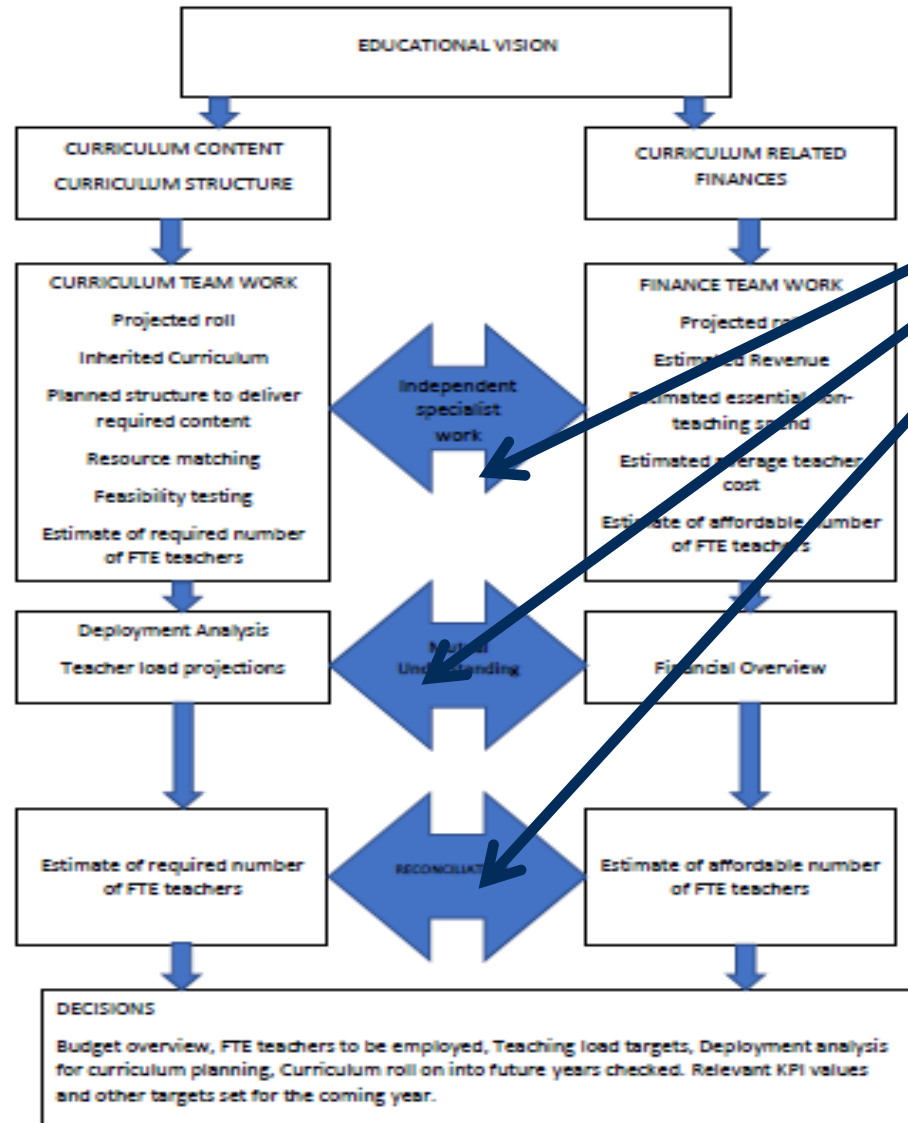 EDUCATIONAL VISION
CURRICULUM CONTENT
CURRICULUM STRUCTURE
CURRICULUM RELATED
FINANCES
CURRICULUM TEAM WORK
Projected roll
Inherited Curriculum
Planned structure to deliver
required content
Resource matching
Feasibility testing
Estimate of required number
of FTE teachers
Independent
specialist
work
FINANCE TEAM WORK
Projected roll
Estimated Revenue
Estimated essential non-
teaching spend
Estimated average teacher
cost
Estimate of affordable number
of FTE teachers
Deployment Analysis
Teacher load projections
Mutual
Understanding
Financial Overview
Estimate of required number
of FTE teachers
Estimate of affordable number
of FTE teachers
DECISIONS
Budget overview, FTE teachers to be employed, Teaching load targets, Deployment analysis
for curriculum planning, Curriculum roll on into future years checked. Relevant KPI values
and other targets set for the coming year.